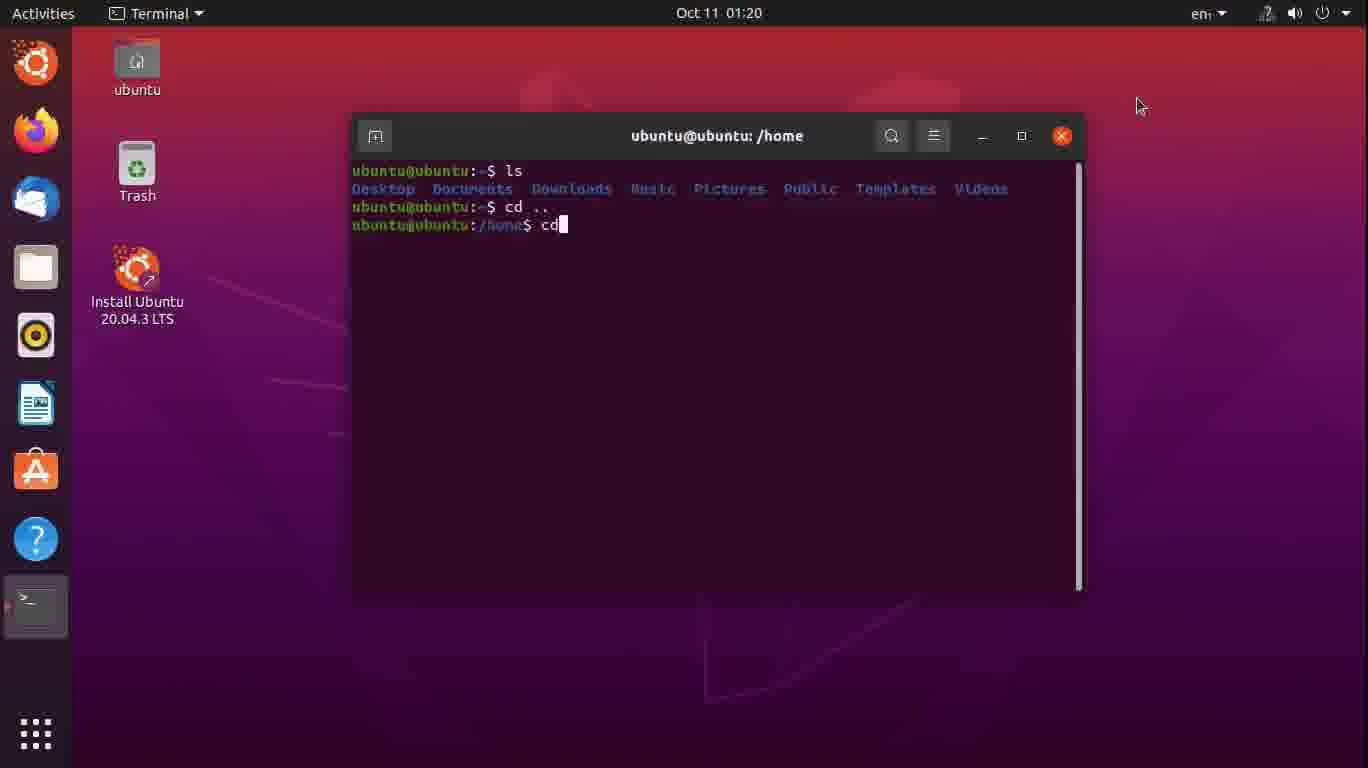 Activities
Terminal
Oct 11 01:20
en₁
ubuntu
Trash
Install Ubuntu
20.04.3 LTS
ubuntu@ubuntu: /home
ubuntu@ubuntu:~$ ls
Desktop Documents Downloads Music Pictures Public Templates Videos
ubuntu@ubuntu:~$ cd ..
ubuntu@ubuntu:/home$ cd